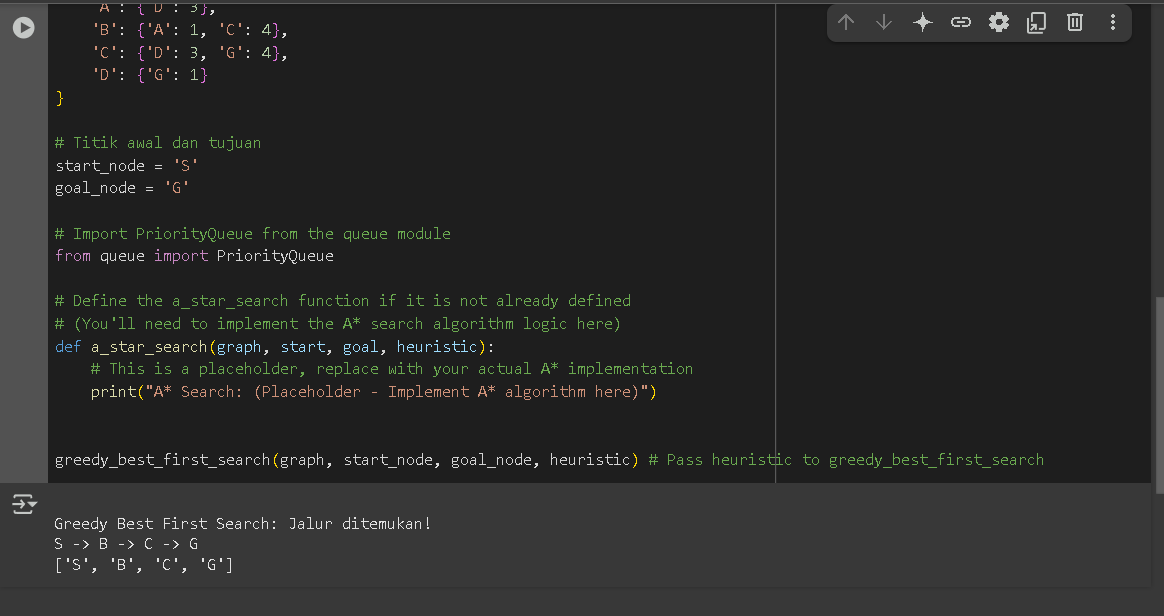 'A': {'D': 3},
'B': {'A': 1, 'C': 4},
'C': {'D': 3, 'G': 4},
'D': {'G': 1}
}
# Titik awal dan tujuan
start_node = 'S'
goal_node = 'G'
# Import PriorityQueue from the queue module
from queue import PriorityQueue
# Define the a_star_search function if it is not already defined
# (You'll need to implement the A* search algorithm logic here)
def a_star_search(graph, start, goal, heuristic):
# This is a placeholder, replace with your actual A* implementation
print("A* Search: (Placeholder - Implement A* algorithm here)")
greedy_best_first_search(graph, start_node, goal_node, heuristic) # Pass heuristic to greedy_best_first_search
Greedy Best First Search: Jalur ditemukan!
S -> B -> C -> G
['S', 'B', 'C', 'G']